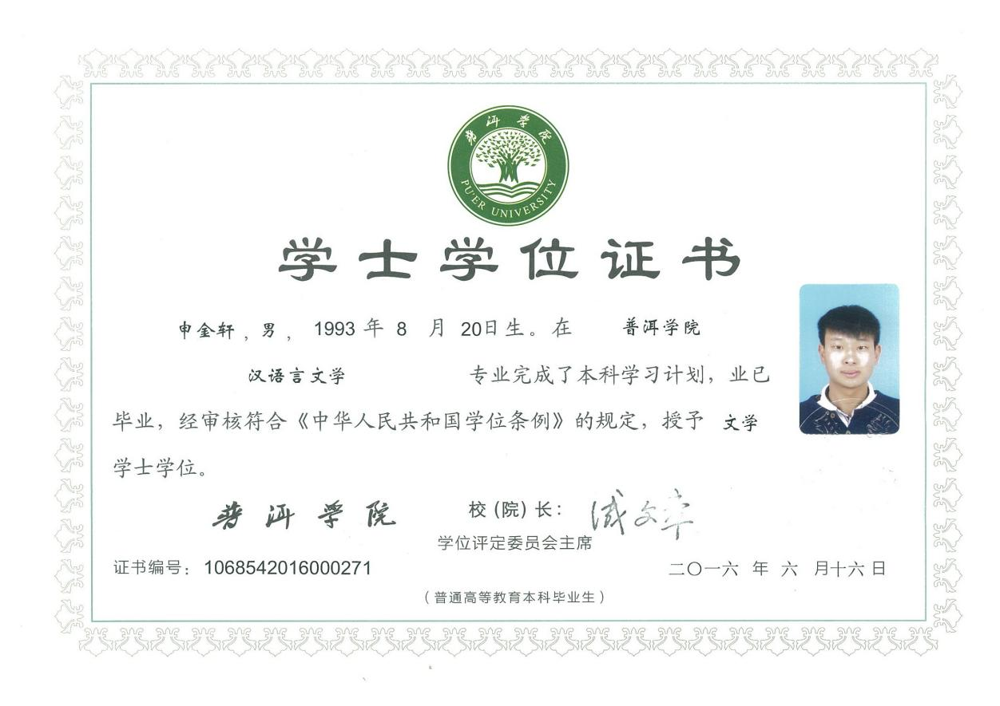 普洱学院
PU'ER UNIVERSITY
学士学位证书
申金轩，男，1993 年 8 月 20日生。在 普洱学院
汉语言文学 专业完成了本科学习计划，业已
毕业，经审核符合《中华人民共和国学位条例》的规定，授予 文学
学士学位。
普洱学院 校（院）长：
学位评定委员会主席
证书编号：1068542016000271 二〇一六 年 六 月十六日
（普通高等教育本科毕业生）